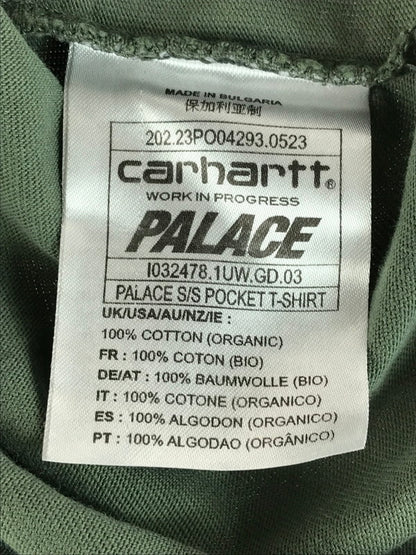 MADE IN BULGARIA
保加利亚制
202.23PO04293.0523
carhartt®
WORK IN PROGRESS
PALACE
I032478.1UW.GD.03
PALACE S/S POCKET T-SHIRT
UK/USA/AU/NZ/IE :
100% COTTON (ORGANIC)
FR : 100% COTON (BIO)
DE/AT : 100% BAUMWOLLE (BIO)
IT : 100% COTONE (ORGANICO)
ES : 100% ALGODON (ORGANICO)
PT : 100% ALGODAO (ORGÂNICO)